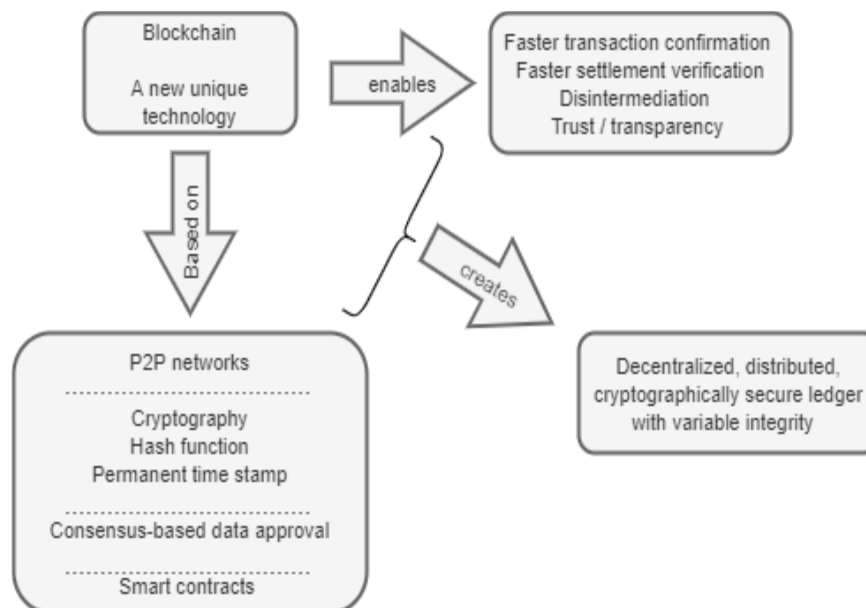 Blockchain
A new unique
technology
enables
Faster transaction confirmation
Faster settlement verification
Disintermediation
Trust / transparency
Based on
creates
P2P networks
Cryptography
Hash function
Permanent time stamp
Consensus-based data approval
Smart contracts
Decentralized, distributed,
cryptographically secure ledger
with variable integrity